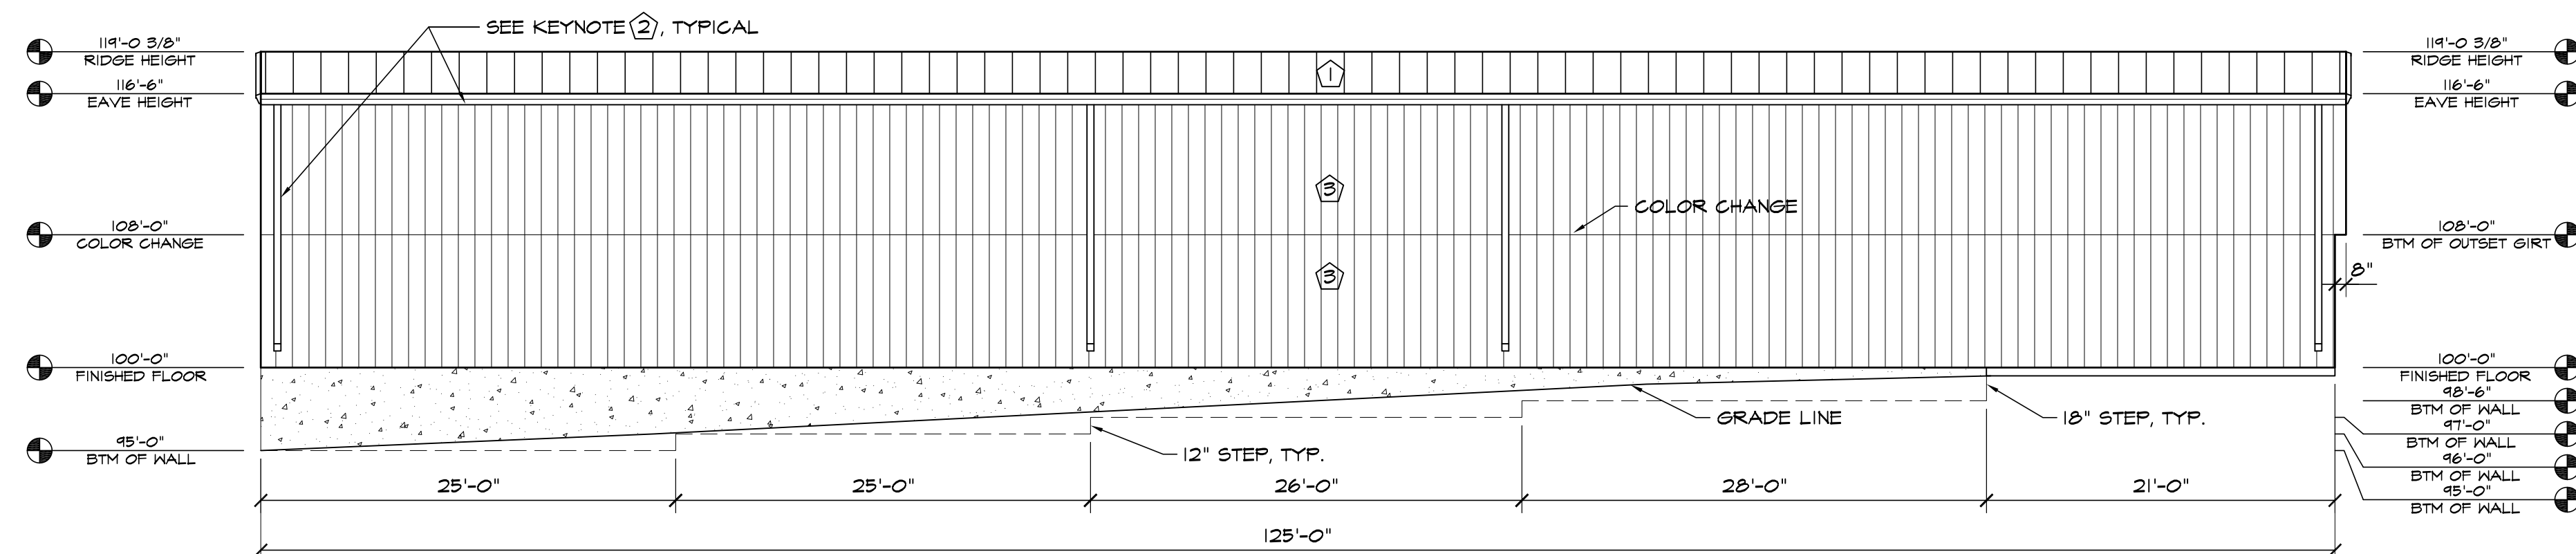 SEE KEYNOTE 2, TYPICAL
119'-0 3/8"
RIDGE HEIGHT
116'-6"
EAVE HEIGHT
108'-0"
COLOR CHANGE
100'-0"
FINISHED FLOOR
95'-0"
BTM OF WALL
1
3
3
COLOR CHANGE
GRADE LINE
12" STEP, TYP.
18" STEP, TYP.
8"
119'-0 3/8"
RIDGE HEIGHT
116'-6"
EAVE HEIGHT
108'-0"
BTM OF OUTSET GIRT
100'-0"
FINISHED FLOOR
98'-6"
BTM OF WALL
97'-0"
BTM OF WALL
96'-0"
BTM OF WALL
95'-0"
BTM OF WALL
25'-0"
25'-0"
26'-0"
28'-0"
21'-0"
125'-0"